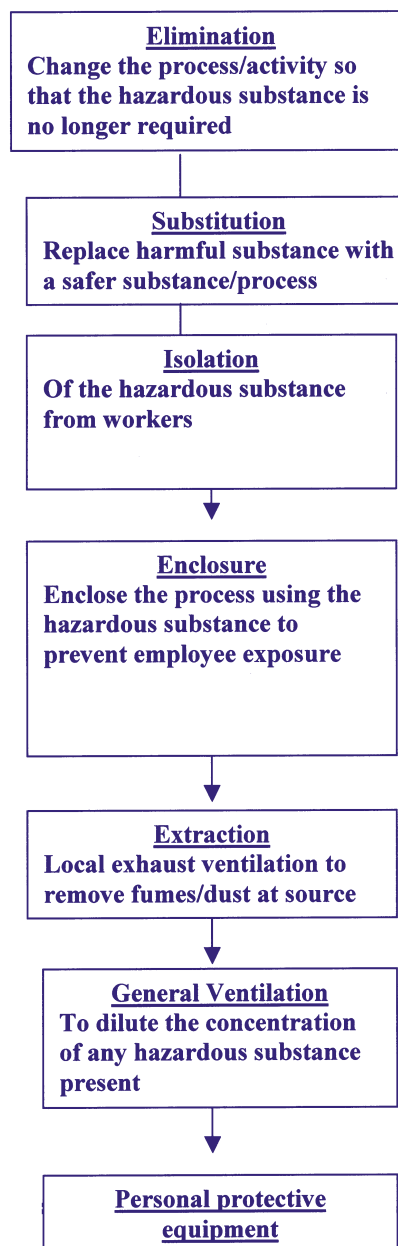 Elimination
Change the process/activity so
that the hazardous substance is
no longer required
Substitution
Replace harmful substance with
a safer substance/process
Isolation
Of the hazardous substance
from workers
Enclosure
Enclose the process using the
hazardous substance to
prevent employee exposure
Extraction
Local exhaust ventilation to
remove fumes/dust at source
General Ventilation
To dilute the concentration
of any hazardous substance
present
Personal protective
equipment